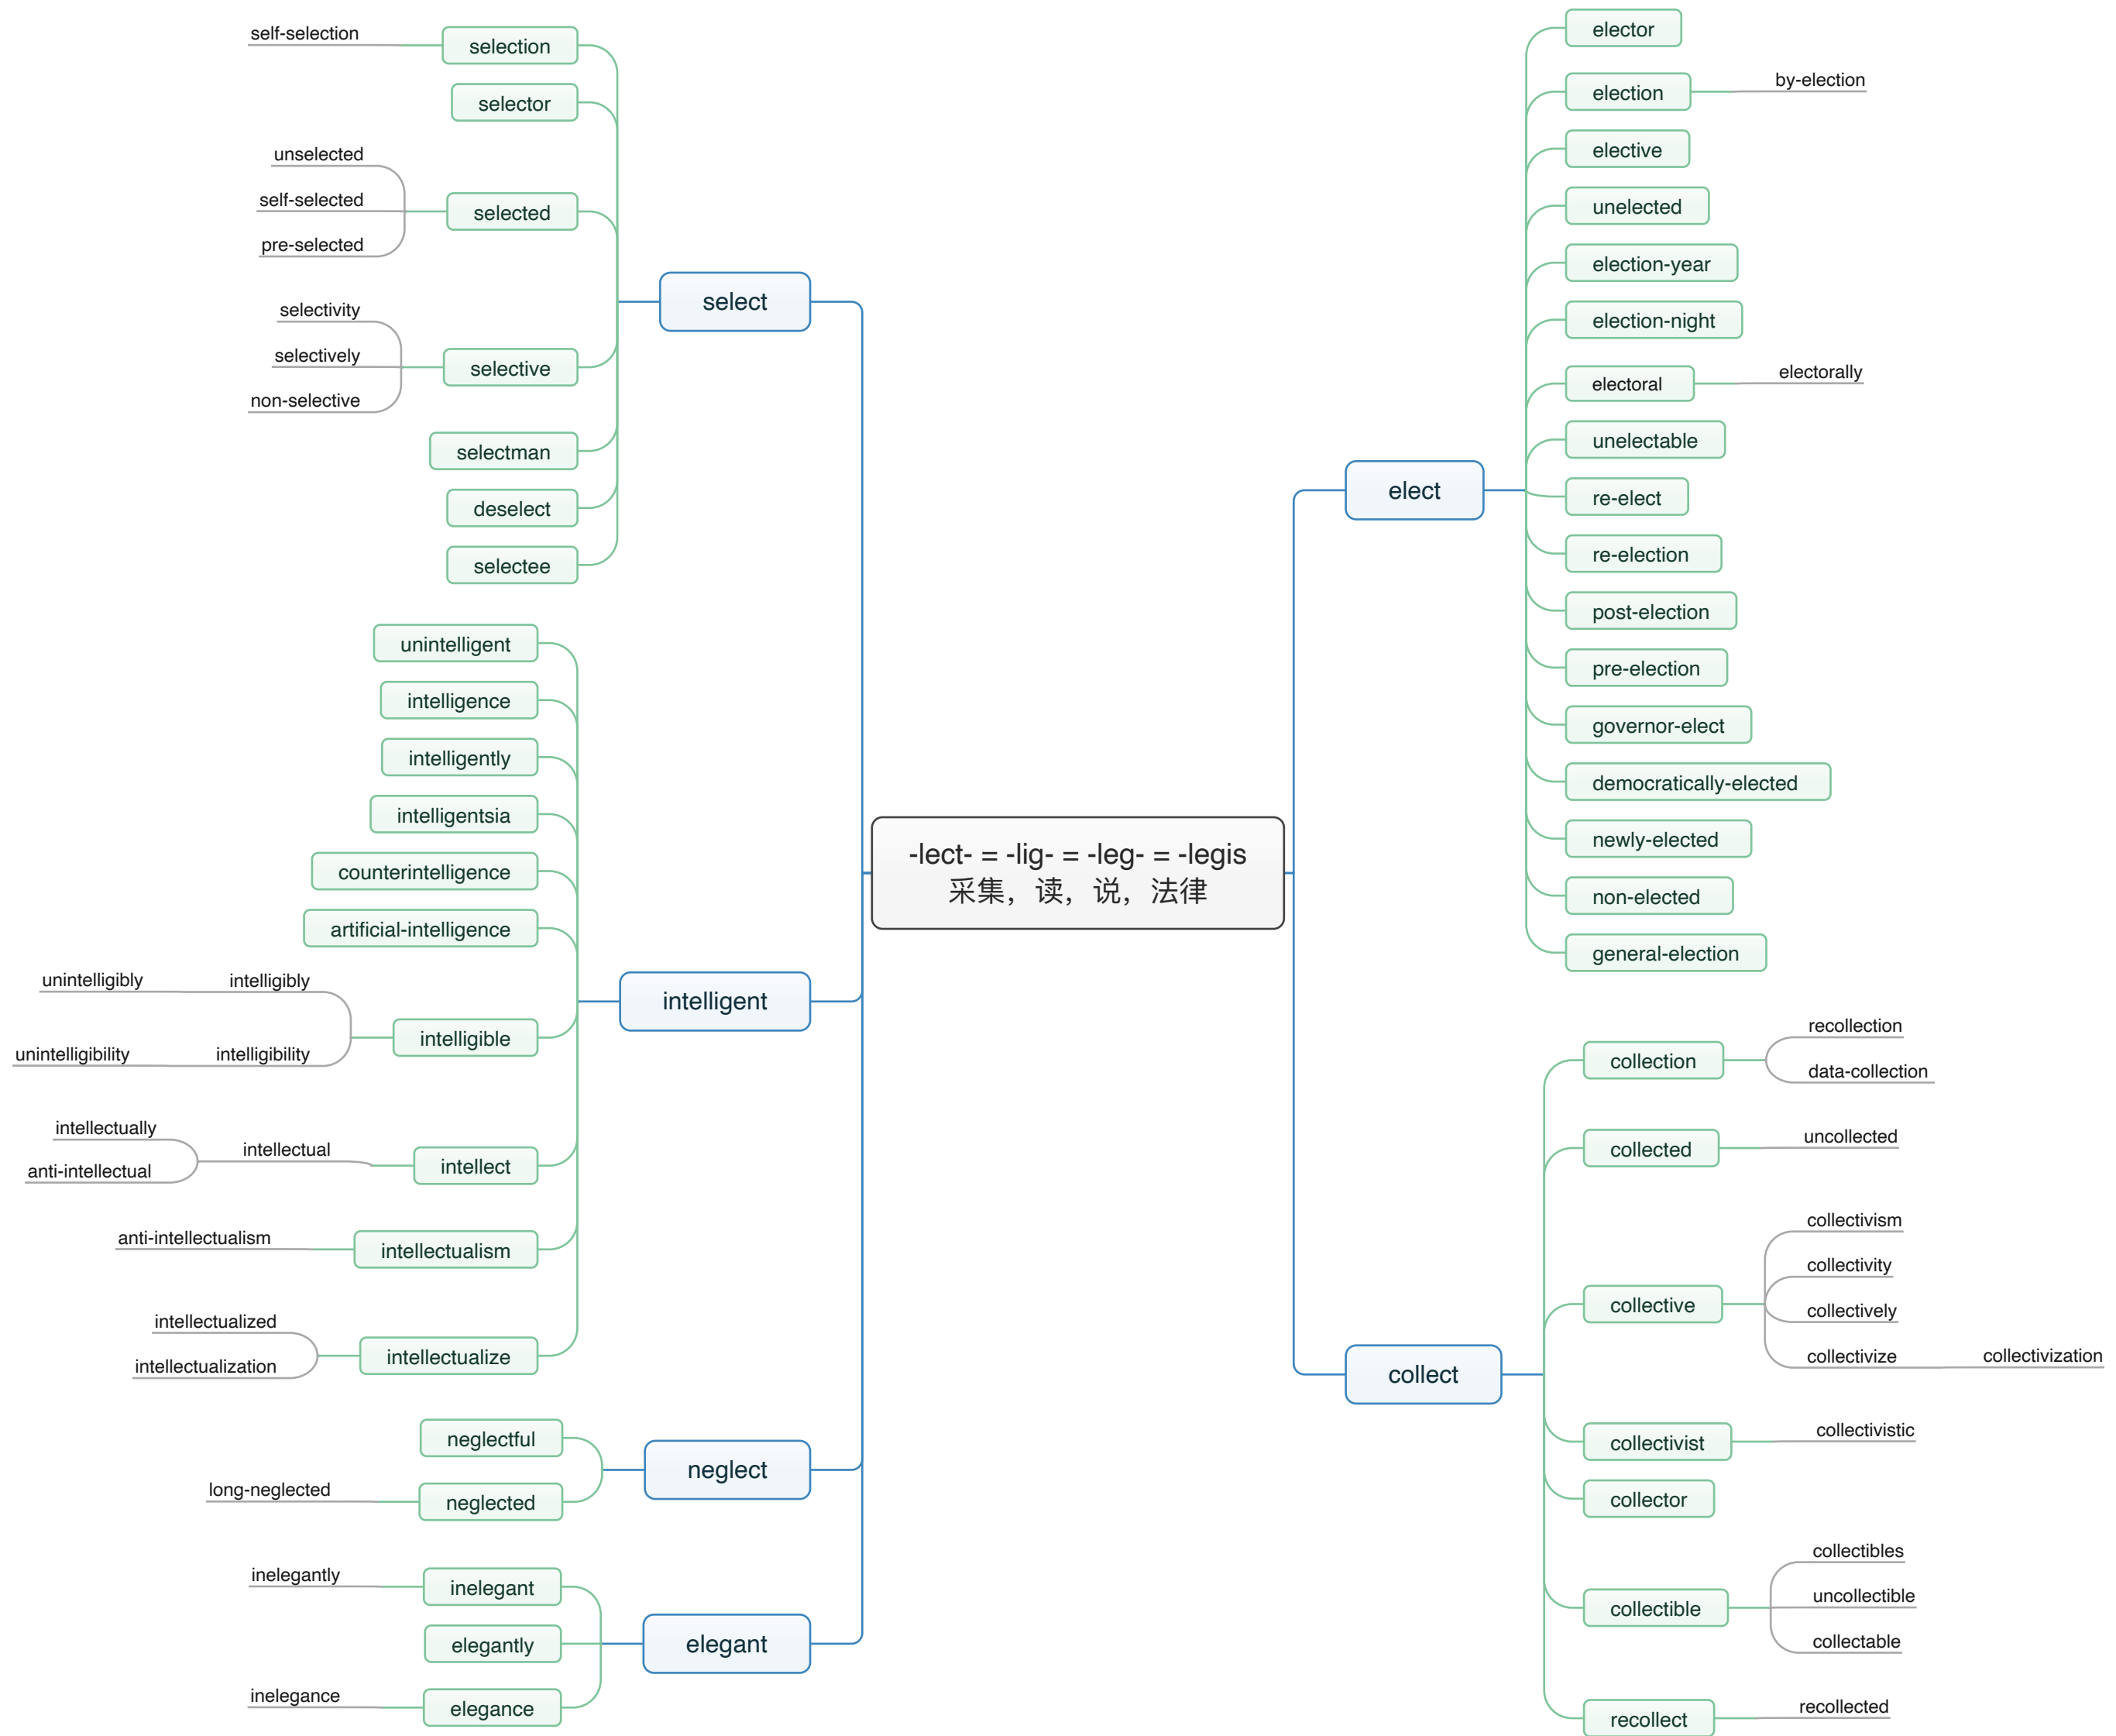 -lect- = -lig- = -leg- = -legis
采集，读，说，法律
select
selection
self-selection
selector
selected
unselected
self-selected
pre-selected
selective
selectivity
selectively
non-selective
selectman
deselect
selectee
intelligent
unintelligent
intelligence
intelligently
intelligentsia
counterintelligence
artificial-intelligence
intelligible
intelligibly
unintelligibly
intelligibility
unintelligibility
intellect
intellectual
intellectually
anti-intellectual
intellectualism
anti-intellectualism
intellectualize
intellectualized
intellectualization
neglect
neglectful
neglected
long-neglected
elegant
inelegant
inelegantly
elegantly
elegance
inelegance
elect
elector
election
by-election
elective
unelected
election-year
election-night
electoral
electorally
unelectable
re-elect
re-election
post-election
pre-election
governor-elect
democratically-elected
newly-elected
non-elected
general-election
collect
collection
recollection
data-collection
collected
uncollected
collective
collectivism
collectivity
collectively
collectivize
collectivization
collectivist
collectivistic
collector
collectible
collectibles
uncollectible
collectable
recollect
recollected